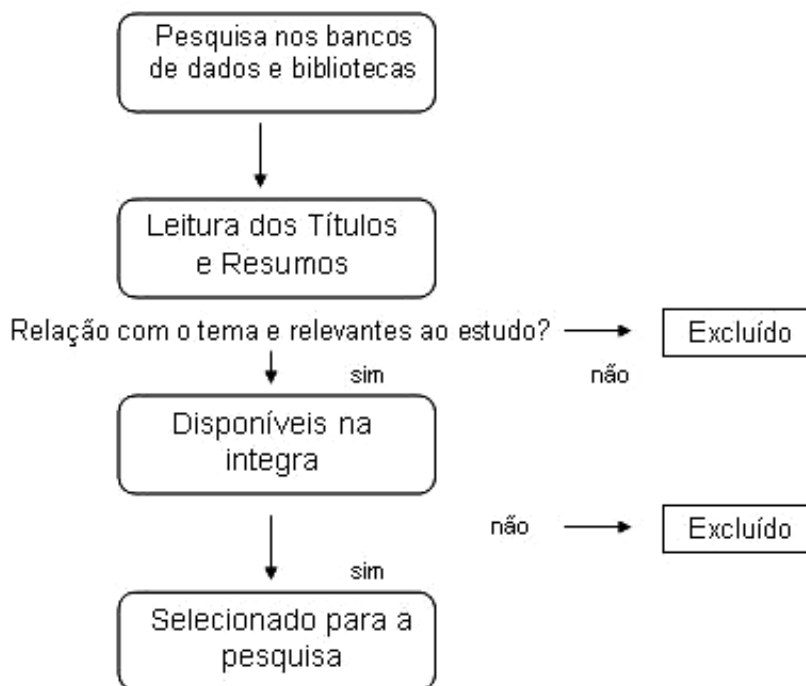 Pesquisa nos bancos
de dados e bibliotecas
Leitura dos Títulos
e Resumos
Relação com o tema e relevantes ao estudo?
Excluído
sim
não
Disponíveis na
integra
não
Excluído
sim
Selecionado para a
pesquisa